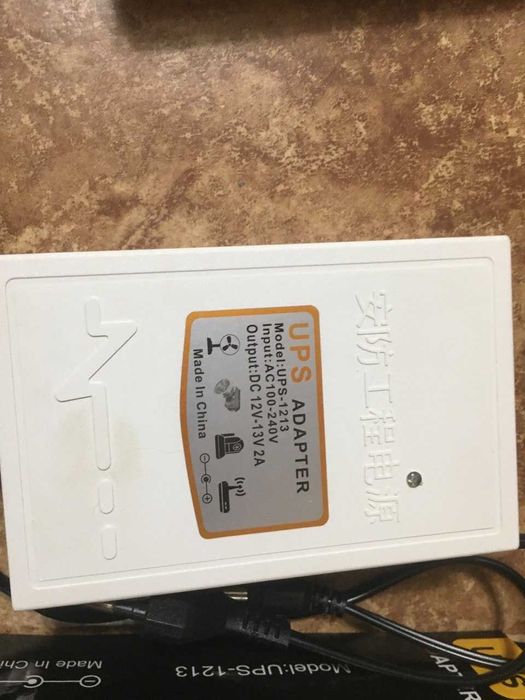 安防工程电源
UPS ADAPTER
Model:UPS-1213
Input:AC100-240V
Output:DC 12V-13V 2A
Made In China
Model:UPS-1213
Made In Chi